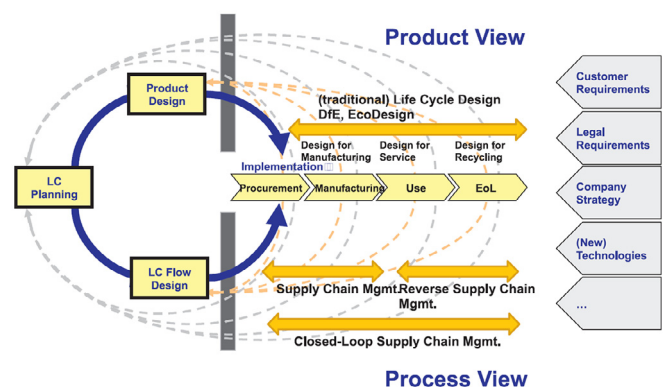 Product View
Product
Design
(traditional) Life Cycle Design
DfE, EcoDesign
Customer
Requirements
Design for
Manufacturing
Design for
Service
Design for
Recycling
Legal
Requirements
Implementation
LC
Planning
Procurement
Manufacturing
Use
EoL
Company
Strategy
(New)
Technologies
LC Flow
Design
Supply Chain Mgmt.
Reverse Supply Chain
Mgmt.
...
Closed-Loop Supply Chain Mgmt.
Process View